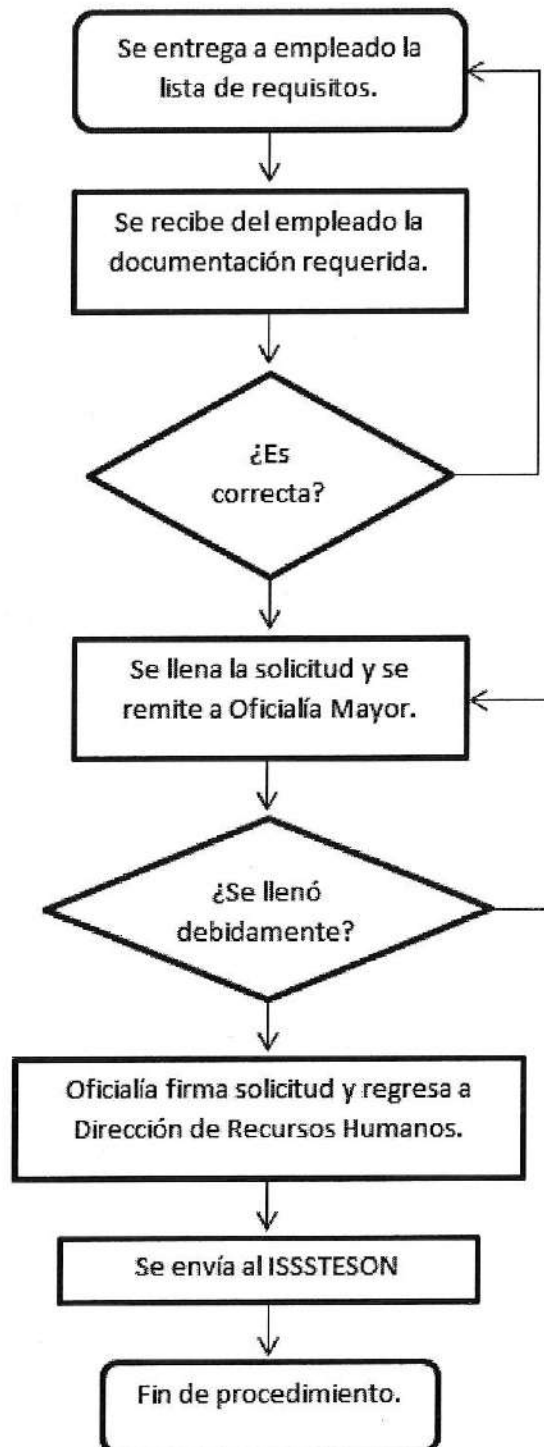 Se entrega a empleado la
lista de requisitos.
Se recibe del empleado la
documentación requerida.
¿Es
correcta?
Se llena la solicitud y se
remite a Oficialía Mayor.
¿Se llenó
debidamente?
Oficialía firma solicitud y regresa a
Dirección de Recursos Humanos.
Se envía al ISSSTESON
Fin de procedimiento.